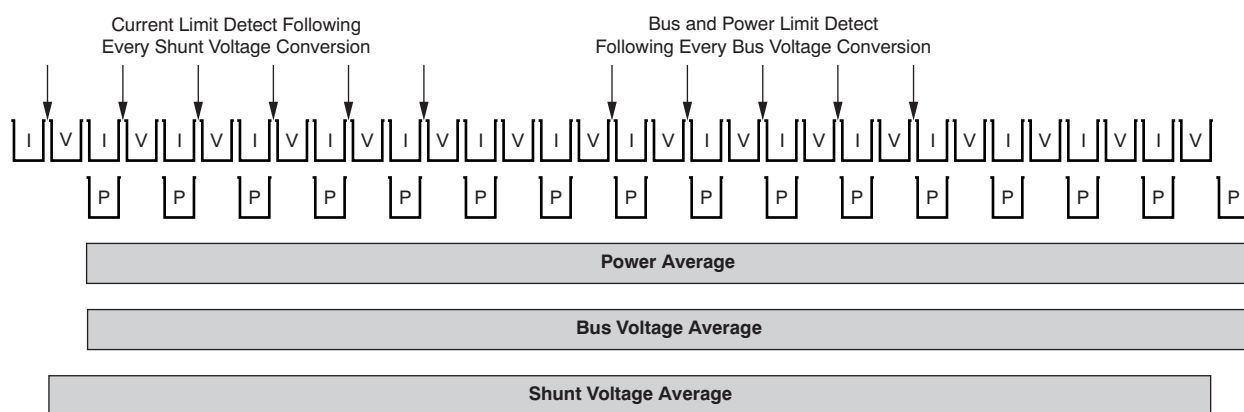 Current Limit Detect Following
Every Shunt Voltage Conversion
Bus and Power Limit Detect
Following Every Bus Voltage Conversion
I V I V I V I V I V I V I V I V I V I V I V I V I V I V I V I V
P P P P P P P P P P P P P P P P
Power Average
Bus Voltage Average
Shunt Voltage Average